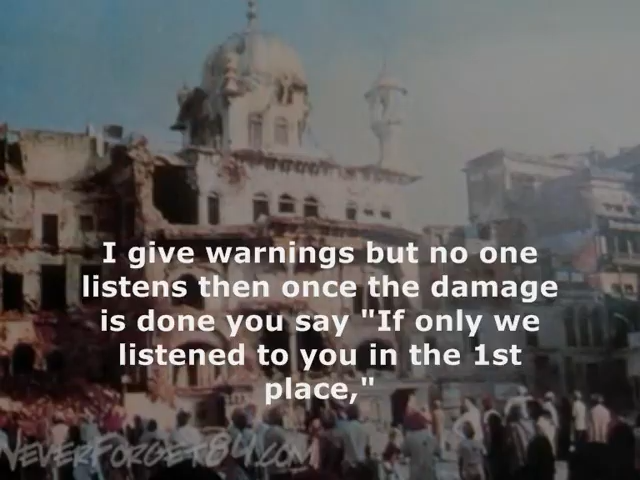 I give warnings but no one
listens then once the damage
is done you say "If only we
listened to you in the 1st
place,"
NeverForget84.com